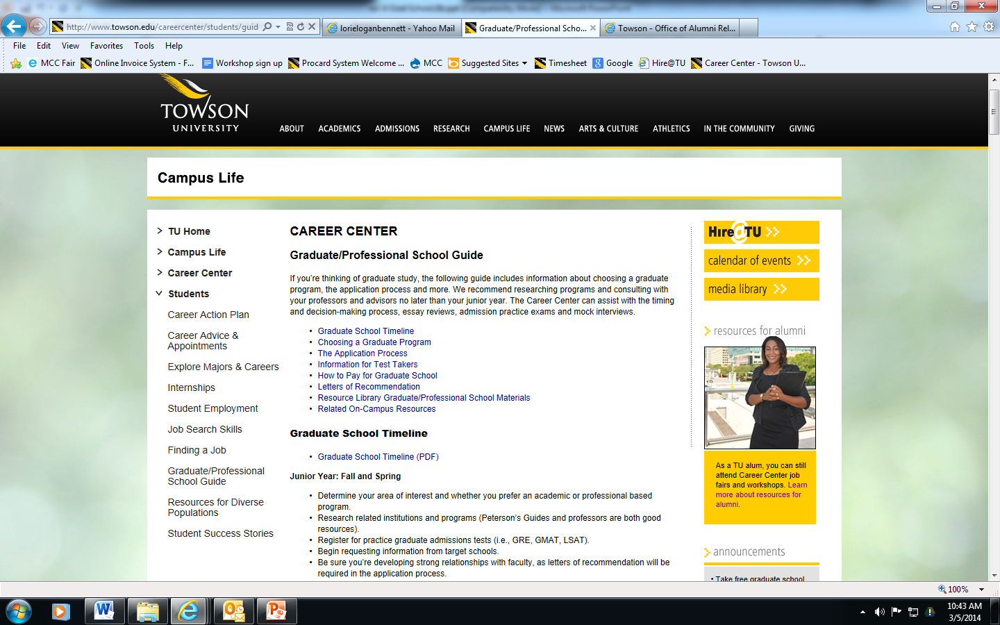 http://www.towson.edu/careercenter/students/guid
lorieloganbennett - Yahoo Mail
Graduate/Professional Scho...
Towson - Office of Alumni Rel...
File Edit View Favorites Tools Help
MCC Fair
Online Invoice System - F...
Workshop sign up
Procard System Welcome ...
MCC
Suggested Sites
Timesheet
Google
Hire@TU
Career Center - Towson U...
TOWSON
UNIVERSITY
ABOUT ACADEMICS ADMISSIONS RESEARCH CAMPUS LIFE NEWS ARTS & CULTURE ATHLETICS IN THE COMMUNITY GIVING
Campus Life
TU Home
Campus Life
Career Center
Students
Career Action Plan
Career Advice &
Appointments
Explore Majors & Careers
Internships
Student Employment
Job Search Skills
Finding a Job
Graduate/Professional
School Guide
Resources for Diverse
Populations
Student Success Stories
CAREER CENTER
Graduate/Professional School Guide
If you're thinking of graduate study, the following guide includes information about choosing a graduate
program, the application process and more. We recommend researching programs and consulting with
your professors and advisors no later than your junior year. The Career Center can assist with the timing
and decision-making process, essay reviews, admission practice exams and mock interviews.
• Graduate School Timeline
• Choosing a Graduate Program
• The Application Process
• Information for Test Takers
• How to Pay for Graduate School
• Letters of Recommendation
• Resource Library Graduate/Professional School Materials
• Related On-Campus Resources
Graduate School Timeline
• Graduate School Timeline (PDF)
Junior Year: Fall and Spring
• Determine your area of interest and whether you prefer an academic or professional based
program.
• Research related institutions and programs (Peterson's Guides and professors are both good
resources).
• Register for practice graduate admissions tests (i.e., GRE, GMAT, LSAT).
• Begin requesting information from target schools.
• Be sure you're developing strong relationships with faculty, as letters of recommendation will be
required in the application process.
Hire@TU
calendar of events
media library
resources for alumni
As a TU alum, you can still
attend Career Center job
fairs and workshops. Learn
more about resources for
alumni.
announcements
• Take free graduate school
100%
10:43 AM
3/5/2014